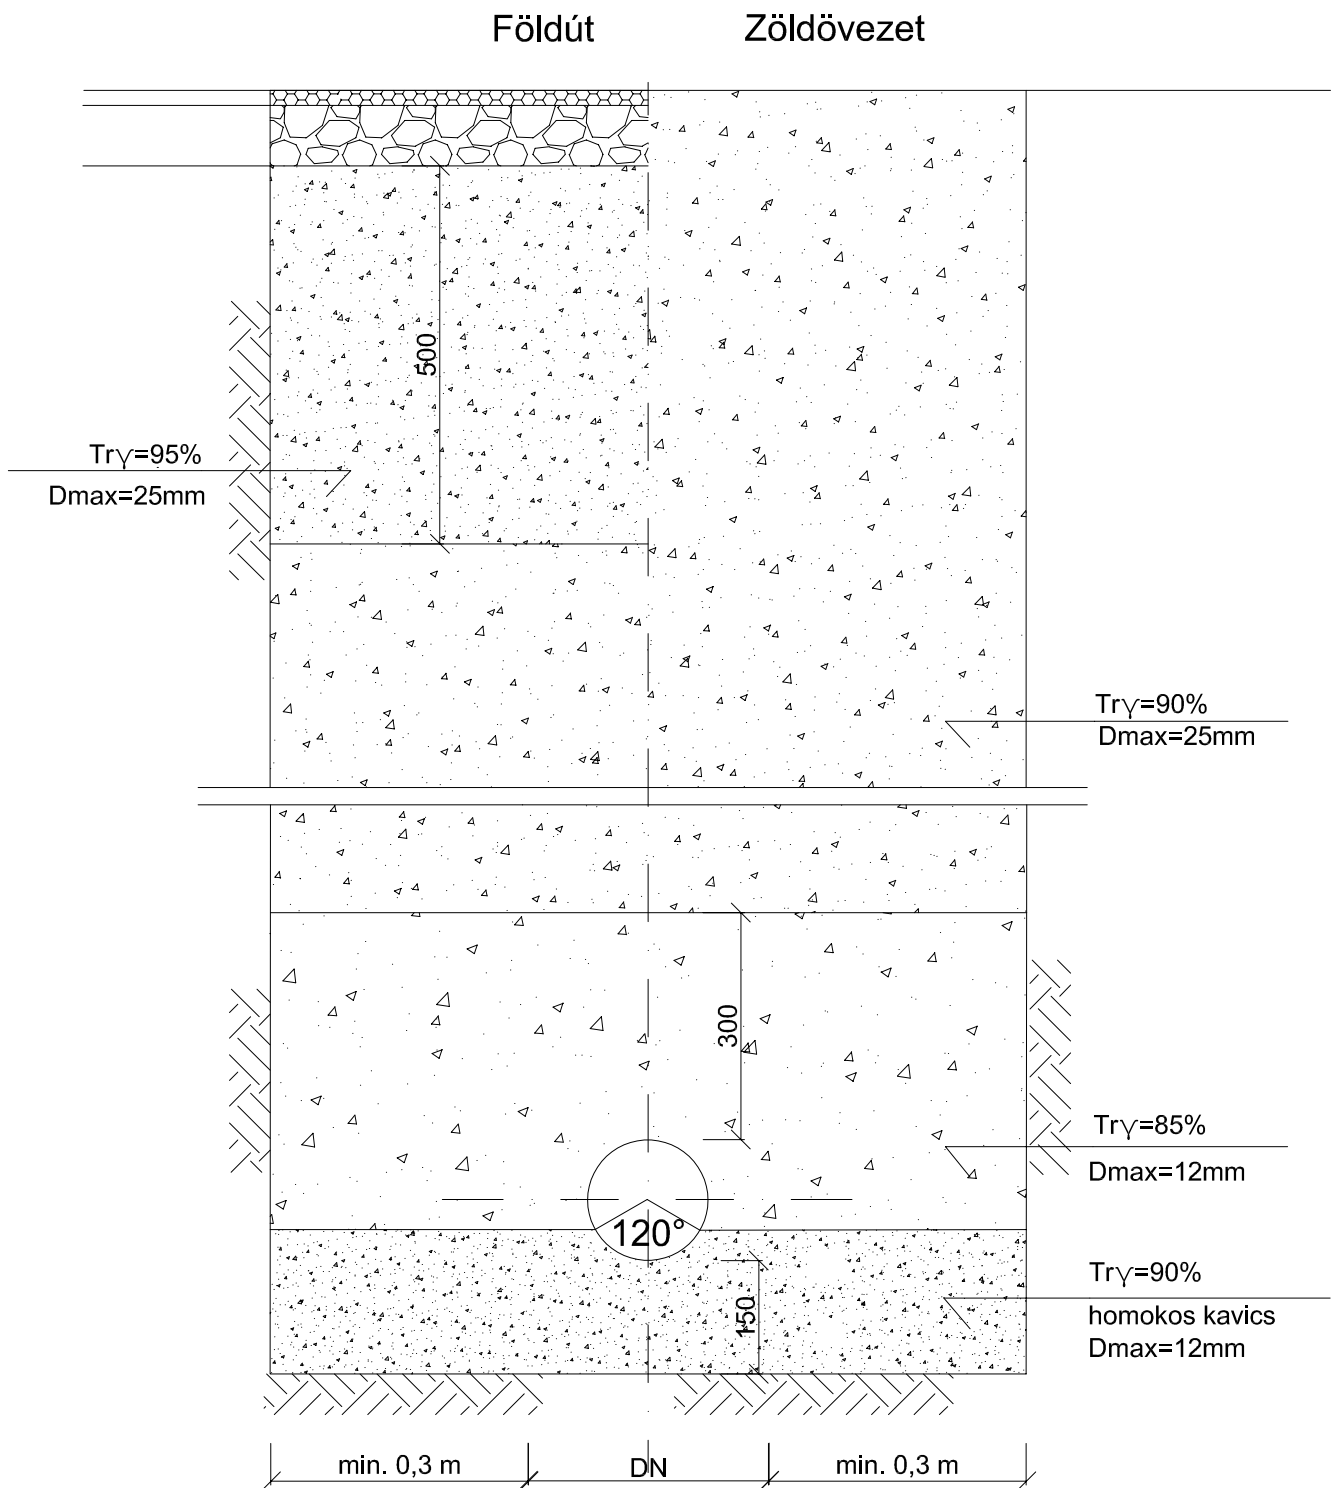 Földút
Zöldövezet
500
Trγ=95%
Dmax=25mm
Trγ=90%
Dmax=25mm
300
Trγ=85%
Dmax=12mm
120°
Trγ=90%
homokos kavics
Dmax=12mm
150
min. 0,3 m
DN
min. 0,3 m